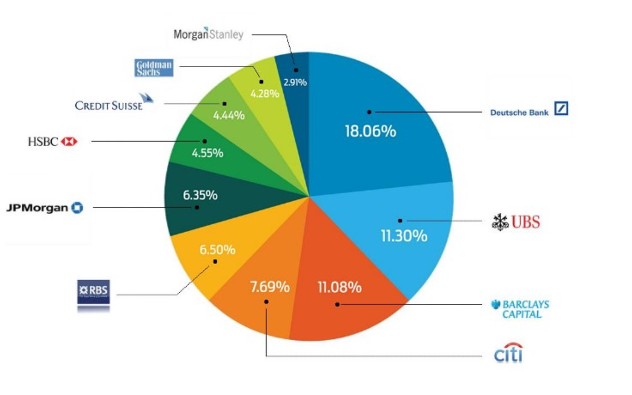 Morgan Stanley
Goldman
Sachs
CREDIT SUISSE
HSBC
JPMorgan
RBS
Deutsche Bank
UBS
BARCLAYS
CAPITAL
citi
2.91%
4.28%
4.44%
4.55%
6.35%
6.50%
7.69%
11.08%
11.30%
18.06%